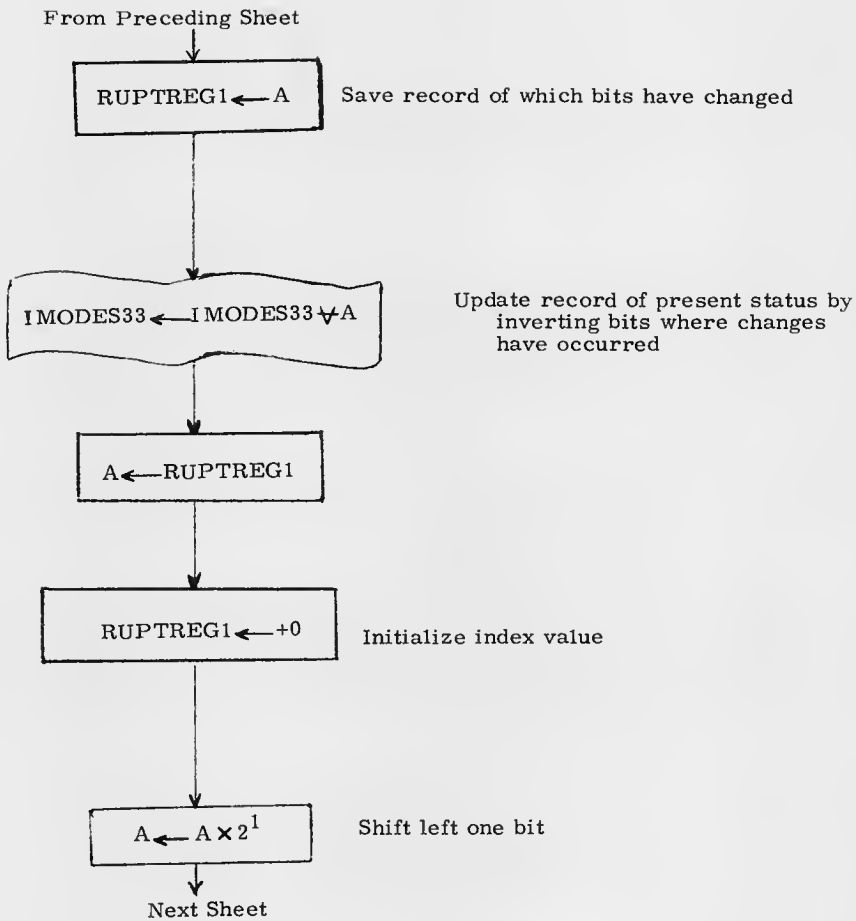 From Preceding Sheet
RUPTREG1 ← A
Save record of which bits have changed
IMODES33 ← IMODES33 ⊻ A
Update record of present status by
inverting bits where changes
have occurred
A ← RUPTREG1
RUPTREG1 ← +0
Initialize index value
A ← A × 2¹
Shift left one bit
Next Sheet